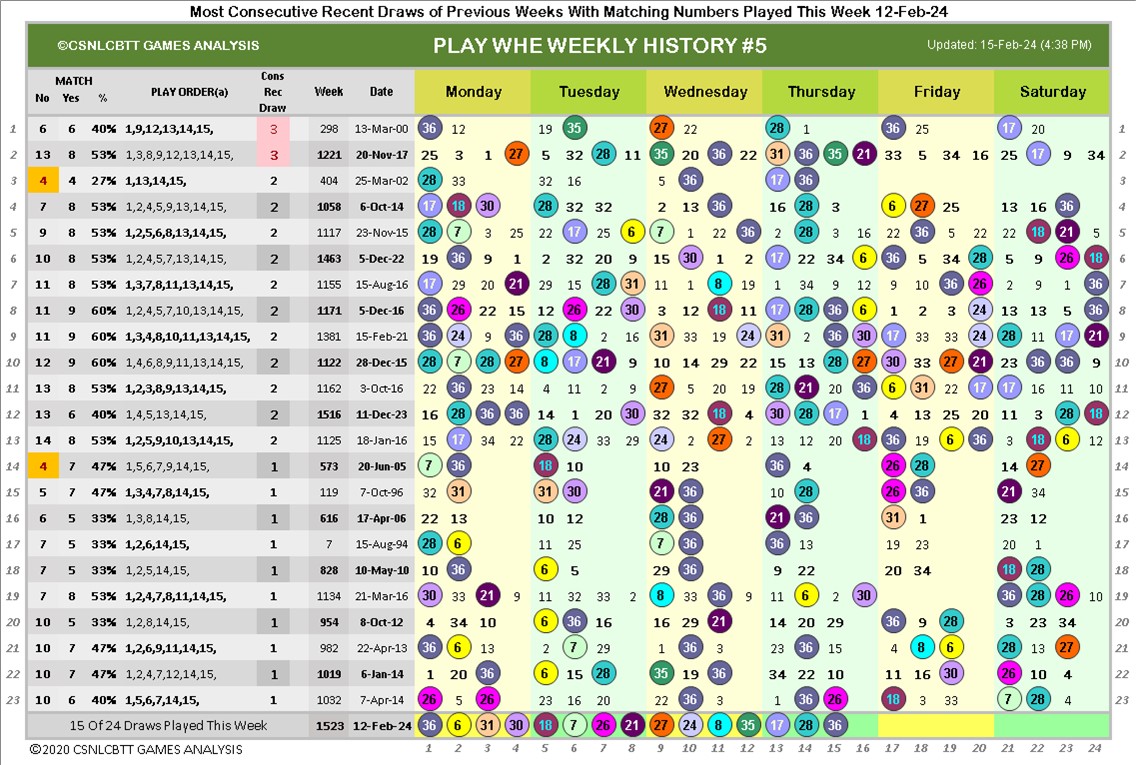 Most Consecutive Recent Draws of Previous Weeks With Matching Numbers Played This Week 12-Feb-24
©CSNLCBTT GAMES ANALYSIS PLAY WHE WEEKLY HISTORY #5 Updated: 15-Feb-24 (4:38 PM)
MATCH Cons
No Yes % PLAY ORDER(a) Rec Draw Week Date Monday Tuesday Wednesday Thursday Friday Saturday
1 6 6 40% 1,9,12,13,14,15, 3 298 13-Mar-00 36 12 19 35 27 22 28 1 36 25 17 20 1
2 13 8 53% 1,3,8,9,12,13,14,15, 3 1221 20-Nov-17 25 3 1 27 5 32 28 11 35 20 36 22 31 36 35 21 33 5 34 16 25 17 9 34 2
3 4 4 27% 1,13,14,15, 2 404 25-Mar-02 28 33 32 16 5 36 17 36 3
4 7 8 53% 1,2,4,5,9,13,14,15, 2 1058 6-Oct-14 17 18 30 28 32 32 2 13 36 16 28 3 6 27 25 13 16 36 4
5 9 8 53% 1,2,5,6,8,13,14,15, 2 1117 23-Nov-15 28 7 3 25 22 17 25 6 7 1 22 36 2 28 3 16 22 36 5 22 22 18 21 5 5
6 10 8 53% 1,2,4,5,7,13,14,15, 2 1463 5-Dec-22 19 36 9 1 2 32 20 9 15 30 1 2 17 22 34 6 36 5 34 28 5 9 26 18 6
7 11 8 53% 1,3,7,8,11,13,14,15, 2 1155 15-Aug-16 17 29 20 21 29 15 28 31 11 1 8 19 1 34 9 12 9 10 36 26 2 9 1 36 7
8 11 9 60% 1,2,4,5,7,10,13,14,15, 2 1171 5-Dec-16 36 26 22 15 12 26 22 30 3 12 18 11 17 28 36 6 1 2 3 24 13 13 5 36 8
9 11 9 60% 1,3,4,8,10,11,13,14,15, 2 1381 15-Feb-21 36 24 9 36 28 8 2 16 31 33 19 24 31 2 36 30 17 33 33 24 28 11 17 21 9
10 12 9 60% 1,4,6,8,9,11,13,14,15, 2 1122 28-Dec-15 28 7 28 27 8 17 21 9 10 14 29 22 15 13 28 27 30 33 27 21 23 36 36 9 10
11 13 8 53% 1,2,3,8,9,13,14,15, 2 1162 3-Oct-16 22 36 23 14 4 11 2 9 27 5 20 19 28 21 20 36 6 31 22 17 17 16 11 10 11
12 13 6 40% 1,4,5,13,14,15, 2 1516 11-Dec-23 16 28 36 36 14 1 20 30 32 32 18 4 30 28 17 1 4 13 25 20 11 3 28 18 12
13 14 8 53% 1,2,5,9,10,13,14,15, 2 1125 18-Jan-16 15 17 34 22 28 24 33 29 24 2 27 2 13 12 20 18 36 19 6 36 3 18 6 12 13
14 4 7 47% 1,5,6,7,9,14,15, 1 573 20-Jun-05 7 36 18 10 10 23 36 4 26 28 14 27 14
15 5 7 47% 1,3,4,7,8,14,15, 1 119 7-Oct-96 32 31 31 30 21 36 10 28 26 36 21 34 15
16 6 5 33% 1,3,8,14,15, 1 616 17-Apr-06 22 13 10 12 28 36 21 36 31 1 23 12 16
17 7 5 33% 1,2,6,14,15, 1 7 15-Aug-94 28 6 11 25 7 36 36 13 19 23 20 1 17
18 7 5 33% 1,2,5,14,15, 1 828 10-May-10 10 36 6 5 29 36 9 22 20 34 18 28 18
19 7 8 53% 1,2,4,7,8,11,14,15, 1 1134 21-Mar-16 30 33 21 9 11 32 33 2 8 33 36 9 11 6 2 30 36 28 26 10 19
20 10 5 33% 1,2,8,14,15, 1 954 8-Oct-12 4 34 10 6 36 16 16 29 21 14 20 29 36 9 28 3 23 34 20
21 10 7 47% 1,2,6,9,11,14,15, 1 982 22-Apr-13 36 6 13 2 7 29 1 36 3 23 36 15 4 8 6 28 13 27 21
22 10 7 47% 1,2,4,7,12,14,15, 1 1019 6-Jan-14 1 20 36 6 15 28 35 19 36 34 22 10 11 16 30 26 10 4 22
23 10 6 40% 1,5,6,7,14,15, 1 1032 7-Apr-14 26 5 26 23 16 20 22 36 3 1 36 26 18 3 33 7 28 4 23
15 Of 24 Draws Played This Week 1523 12-Feb-24 36 6 31 30 18 7 26 21 27 24 8 35 17 28 36
©2020 CSNLCBTT GAMES ANALYSIS 1 2 3 4 5 6 7 8 9 10 11 12 13 14 15 16 17 18 19 20 21 22 23 24